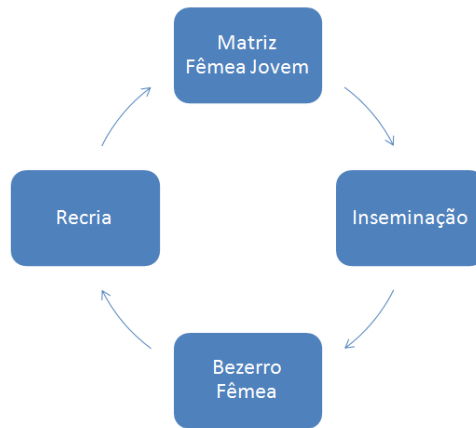 Matriz
Fêmea Jovem
Inseminação
Bezerro
Fêmea
Recria